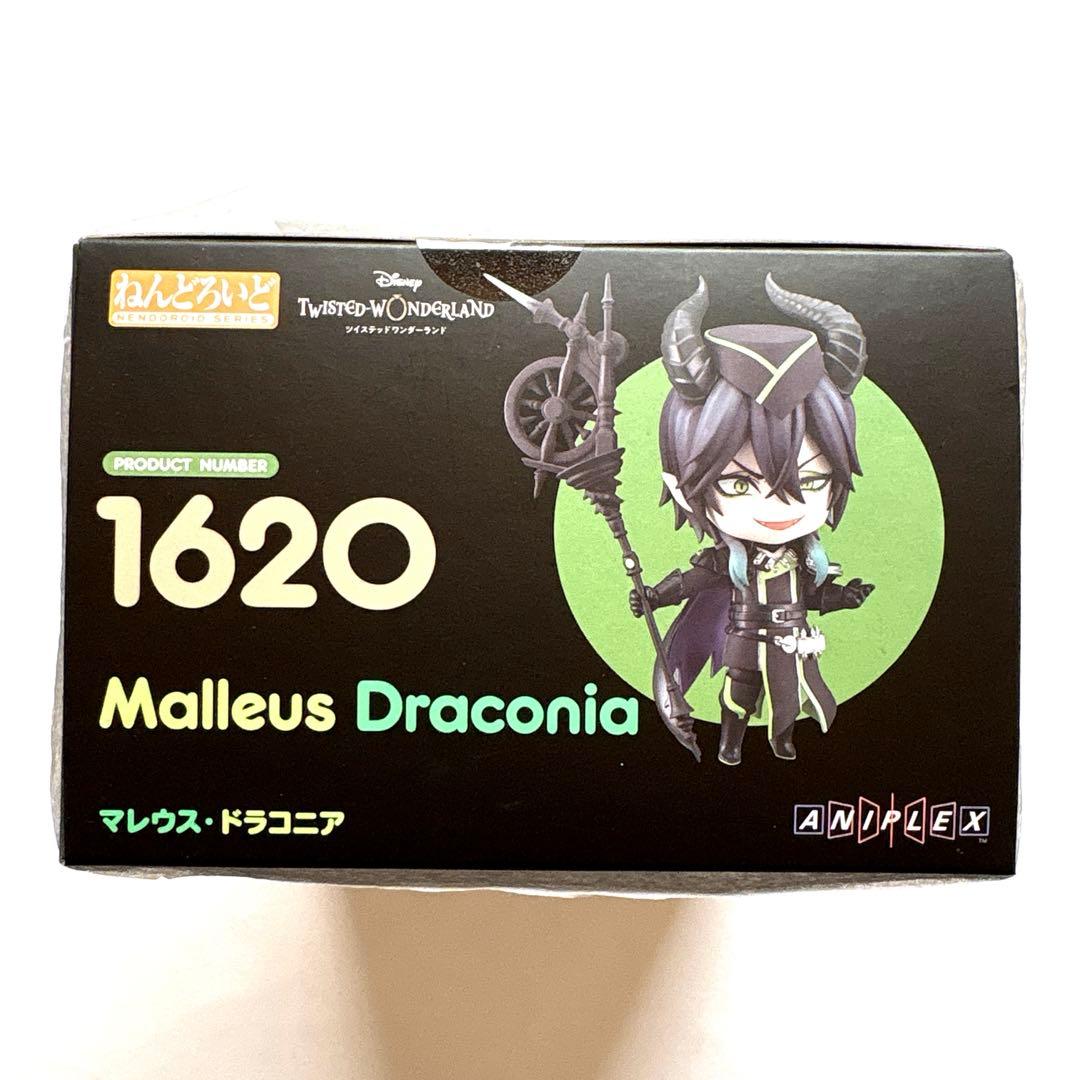 ねんどろいど
NENDOROID SERIES
Disney
TWISTED-WONDERLAND
ツイステッドワンダーランド
PRODUCT NUMBER
1620
Malleus Draconia
マレウス・ドラコニア
ANIPLEX
TM